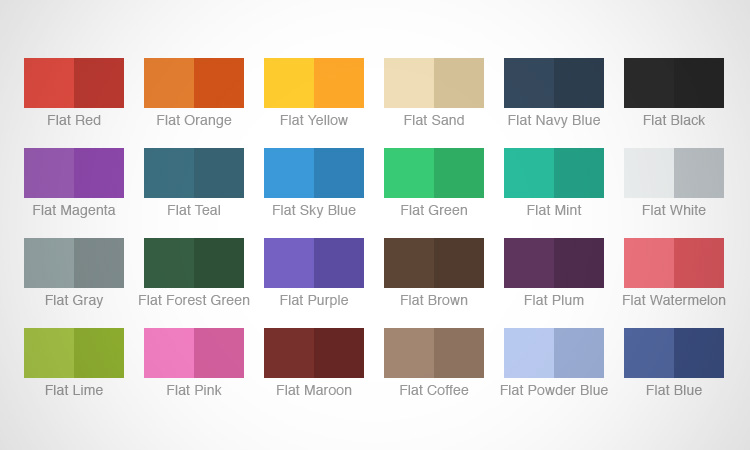 Flat Red
Flat Orange
Flat Yellow
Flat Sand
Flat Navy Blue
Flat Black
Flat Magenta
Flat Teal
Flat Sky Blue
Flat Green
Flat Mint
Flat White
Flat Gray
Flat Forest Green
Flat Purple
Flat Brown
Flat Plum
Flat Watermelon
Flat Lime
Flat Pink
Flat Maroon
Flat Coffee
Flat Powder Blue
Flat Blue